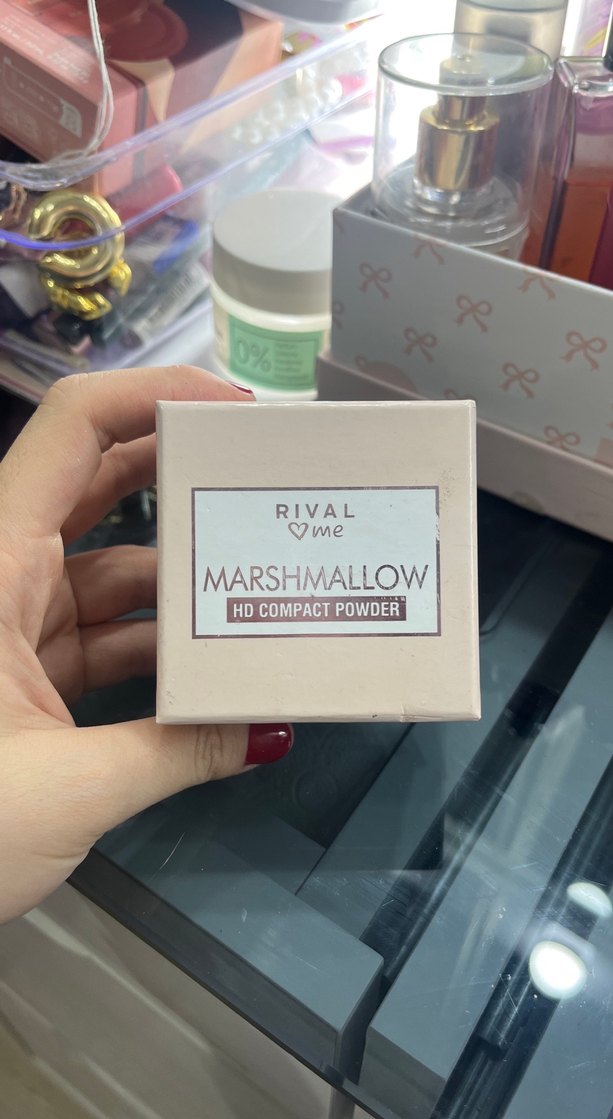 RIVAL
♡me
MARSHMALLOW
HD COMPACT POWDER
0%